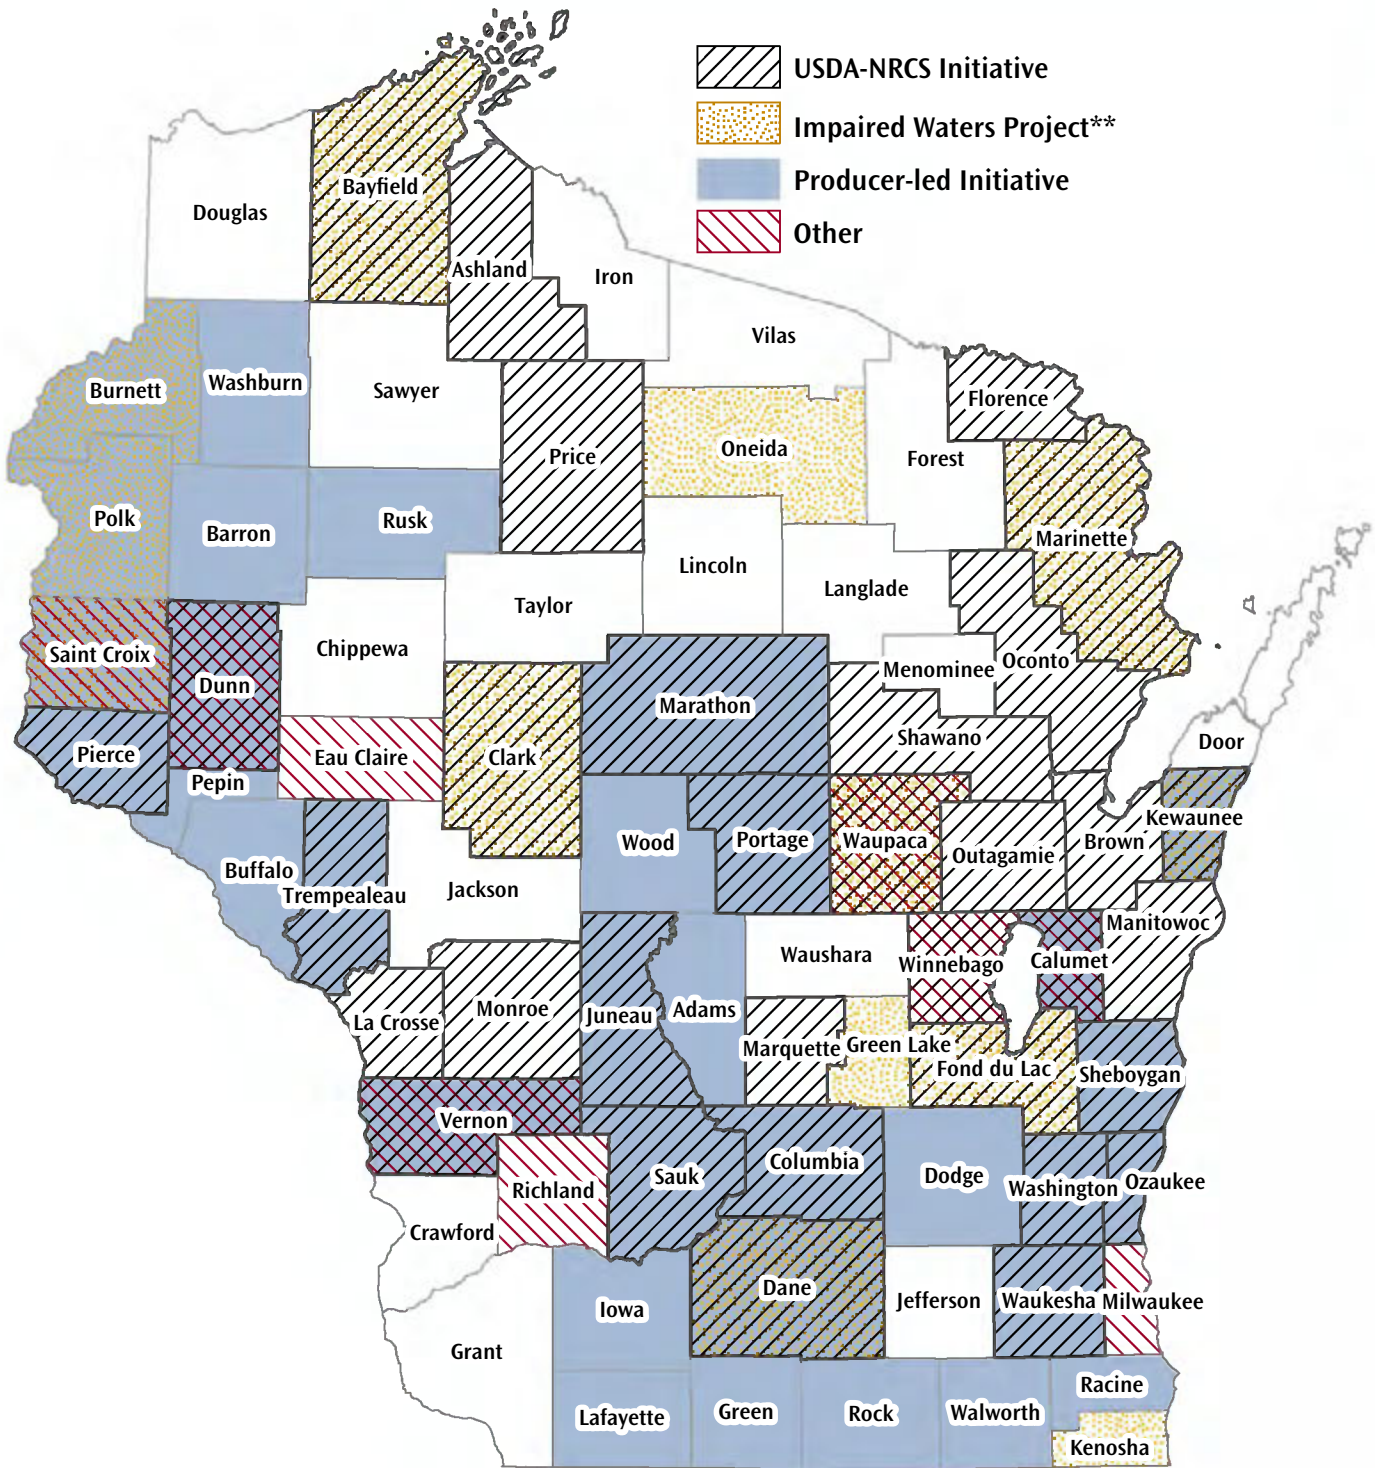 USDA-NRCS Initiative
Impaired Waters Project**
Producer-led Initiative
Other
Bayfield
Douglas
Ashland
Iron
Vilas
Burnett
Washburn
Sawyer
Florence
Price
Oneida
Forest
Polk
Barron
Rusk
Marinette
Lincoln
Langlade
Taylor
Saint Croix
Chippewa
Menominee
Oconto
Dunn
Marathon
Shawano
Door
Pierce
Eau Claire
Clark
Pepin
Kewaunee
Wood
Portage
Waupaca
Outagamie
Brown
Buffalo
Trempealeau
Jackson
Manitowoc
Waushara
Winnebago
Calumet
La Crosse
Monroe
Juneau
Adams
Marquette
Green Lake
Fond du Lac
Sheboygan
Vernon
Richland
Sauk
Columbia
Dodge
Washington
Ozaukee
Crawford
Iowa
Dane
Jefferson
Waukesha
Milwaukee
Grant
Lafayette
Green
Rock
Walworth
Racine
Kenosha